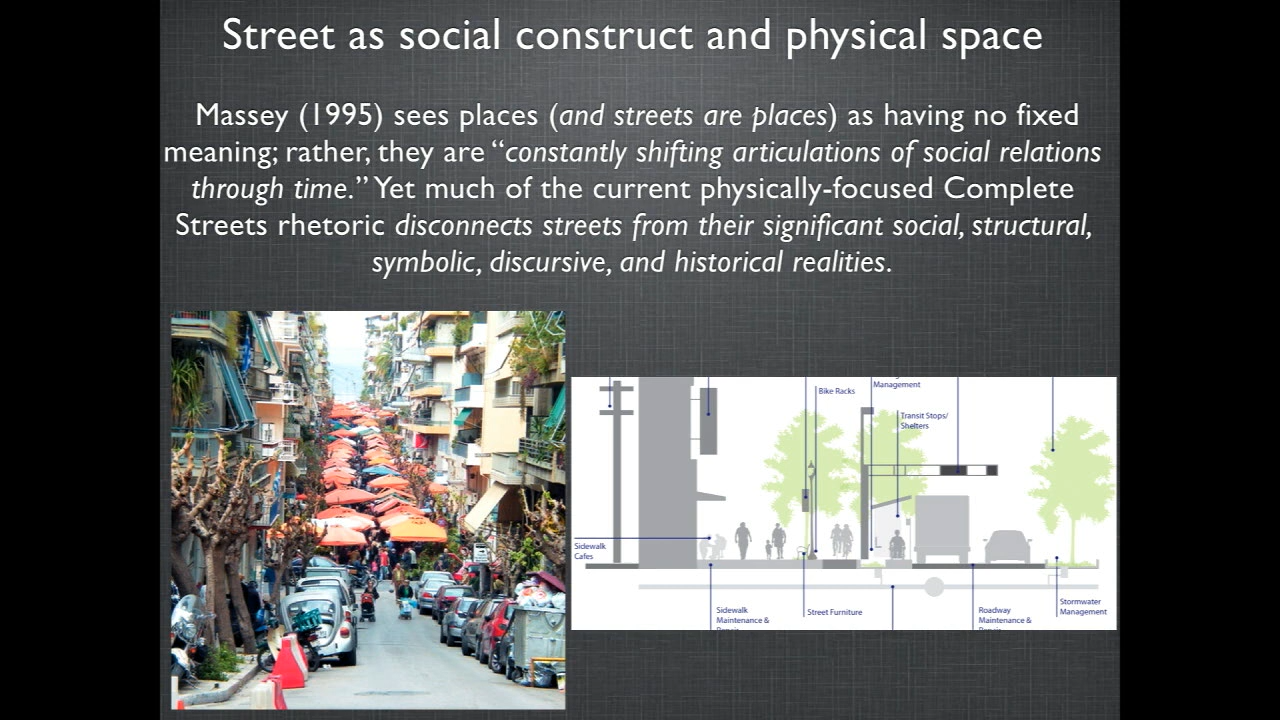 Street as social construct and physical space
Massey (1995) sees places (and streets are places) as having no fixed
meaning; rather, they are “constantly shifting articulations of social relations
through time.” Yet much of the current physically-focused Complete
Streets rhetoric disconnects streets from their significant social, structural,
symbolic, discursive, and historical realities.
Bike Racks
Management
Transit Stops/
Shelters
Sidewalk
Cafes
Sidewalk
Maintenance &
Street Furniture
Roadway
Maintenance &
Stormwater
Management